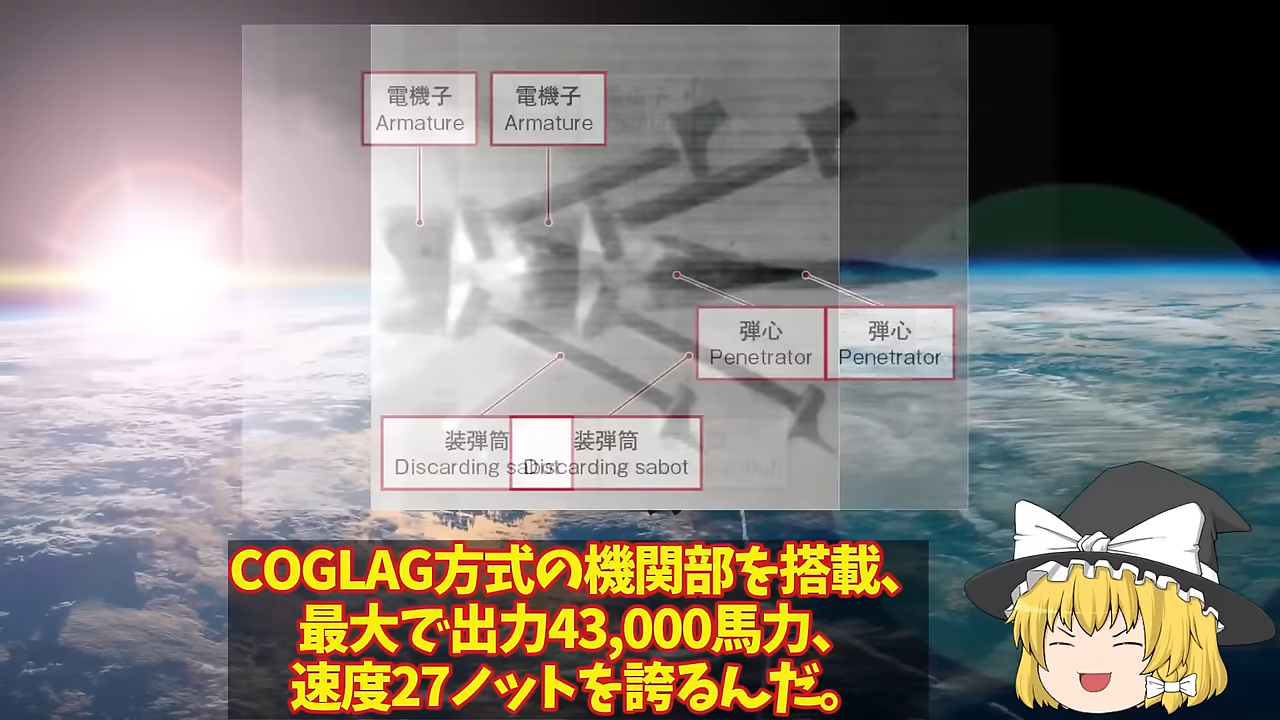 電機子
Armature
電機子
Armature
弾心
Penetrator
弾心
Penetrator
装弾筒
Discarding sabot
装弾筒
Discarding sabot
COGLAG方式の機関部を搭載、
最大で出力43,000馬力、
速度27ノットを誇るんだ。